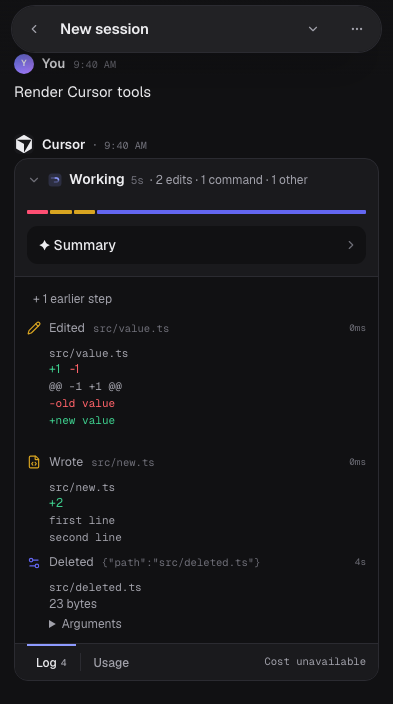 New session
Y You 9:40 AM
Render Cursor tools
Cursor · 9:40 AM
Working 5s · 2 edits · 1 command · 1 other
Summary
+ 1 earlier step
Edited src/value.ts 0ms
src/value.ts
+1 -1
@@ -1 +1 @@
-old value
+new value
Wrote src/new.ts 0ms
src/new.ts
+2
first line
second line
Deleted {"path":"src/deleted.ts"} 4s
src/deleted.ts
23 bytes
Arguments
Log 4 Usage Cost unavailable